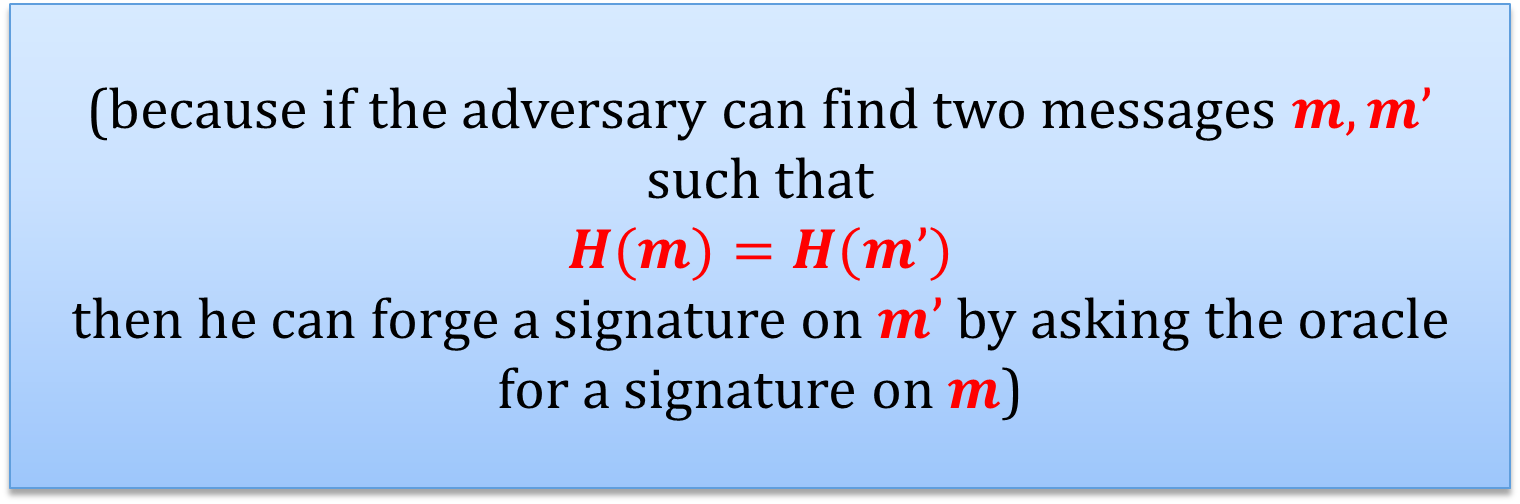 (because if the adversary can find two messages m, m’
such that
H(m) = H(m’)
then he can forge a signature on m’ by asking the oracle
for a signature on m)